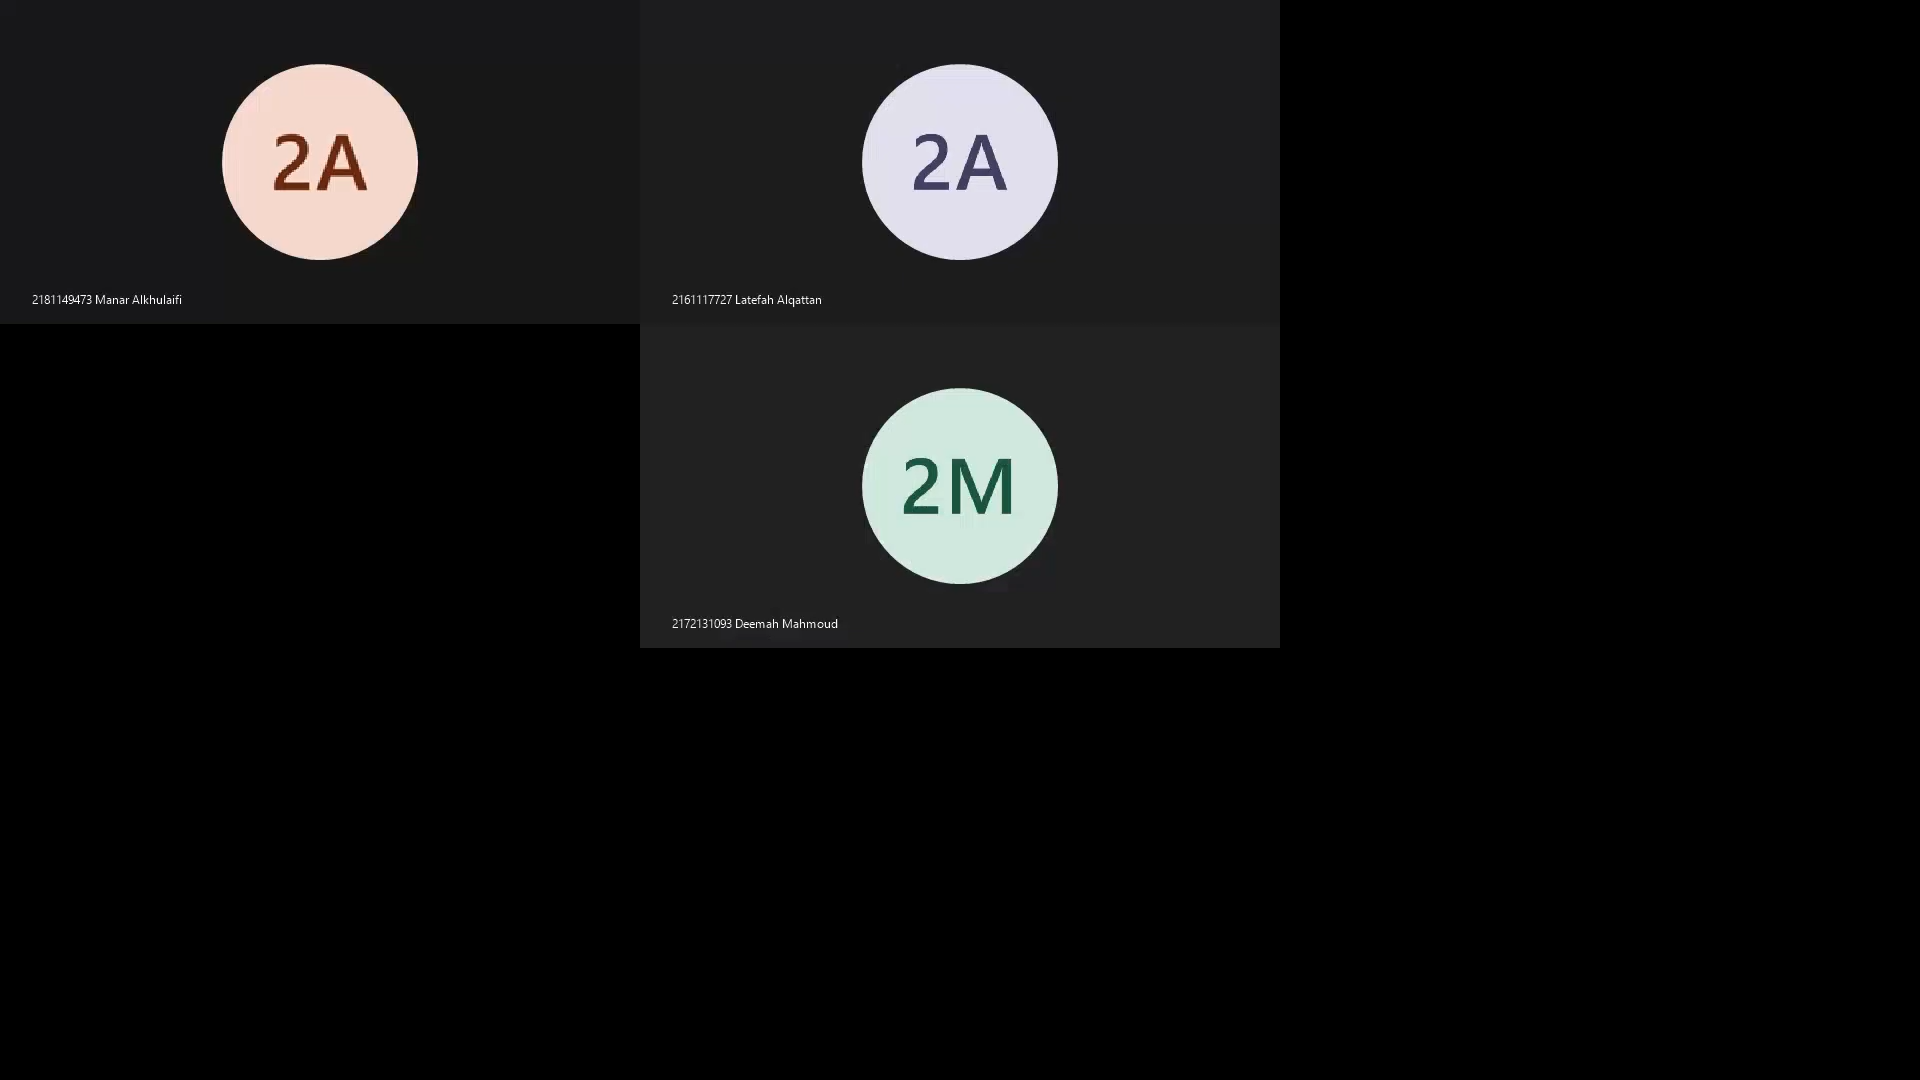 2A
2181149473 Manar Alkhulaifi
2A
2161117727 Latefah Alqattan
2M
2172131093 Deemah Mahmoud